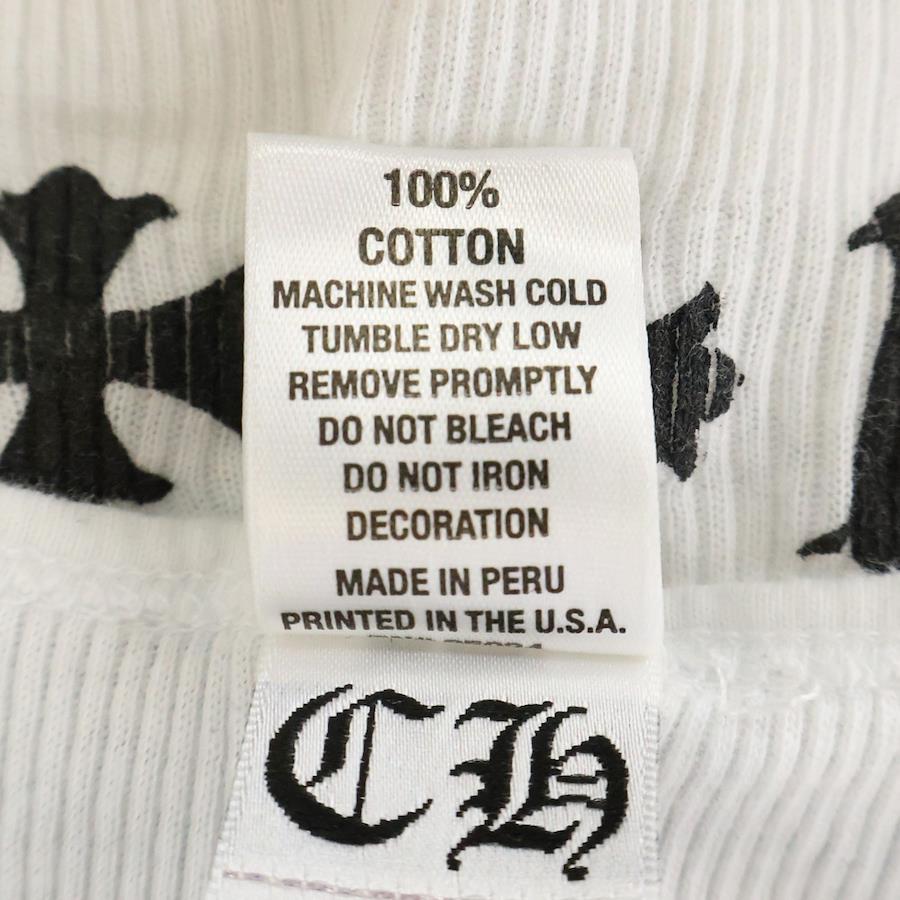 100%
COTTON
MACHINE WASH COLD
TUMBLE DRY LOW
REMOVE PROMPTLY
DO NOT BLEACH
DO NOT IRON
DECORATION
MADE IN PERU
PRINTED IN THE U.S.A.
CH